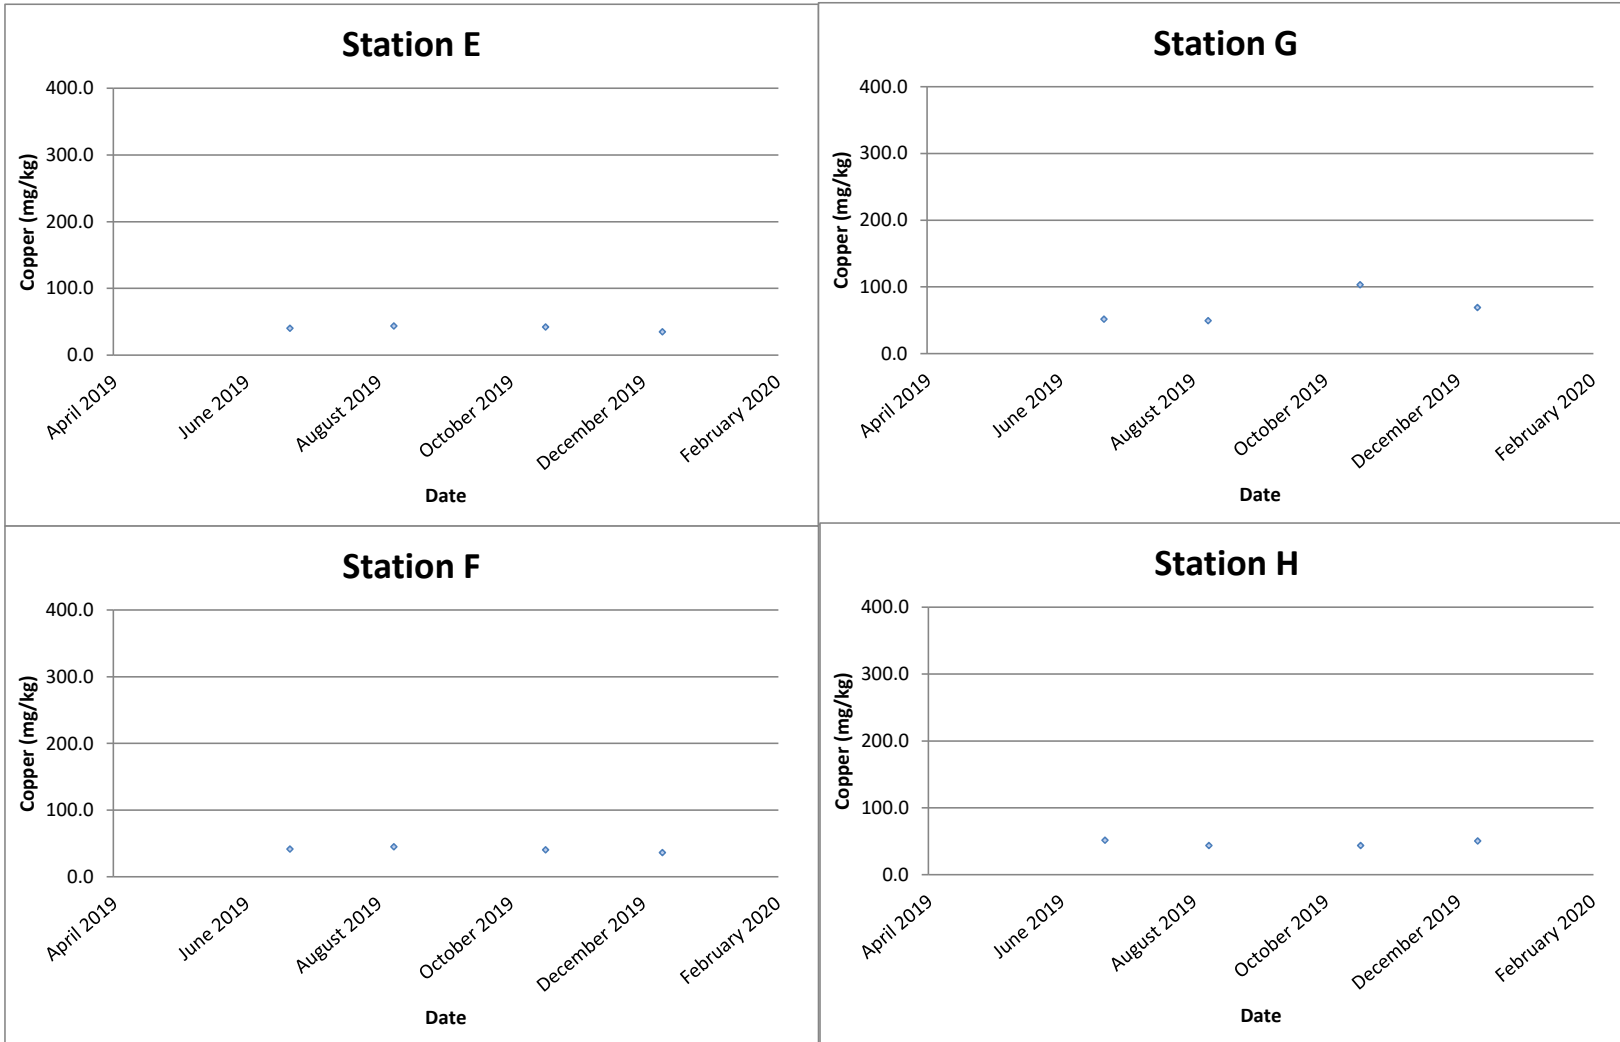 Station E
400.0
300.0
200.0
100.0
0.0
Copper (mg/kg)
April 2019
June 2019
August 2019
October 2019
December 2019
February 2020
Date
Station G
400.0
300.0
200.0
100.0
0.0
Copper (mg/kg)
April 2019
June 2019
August 2019
October 2019
December 2019
February 2020
Date
Station F
400.0
300.0
200.0
100.0
0.0
Copper (mg/kg)
April 2019
June 2019
August 2019
October 2019
December 2019
February 2020
Date
Station H
400.0
300.0
200.0
100.0
0.0
Copper (mg/kg)
April 2019
June 2019
August 2019
October 2019
December 2019
February 2020
Date